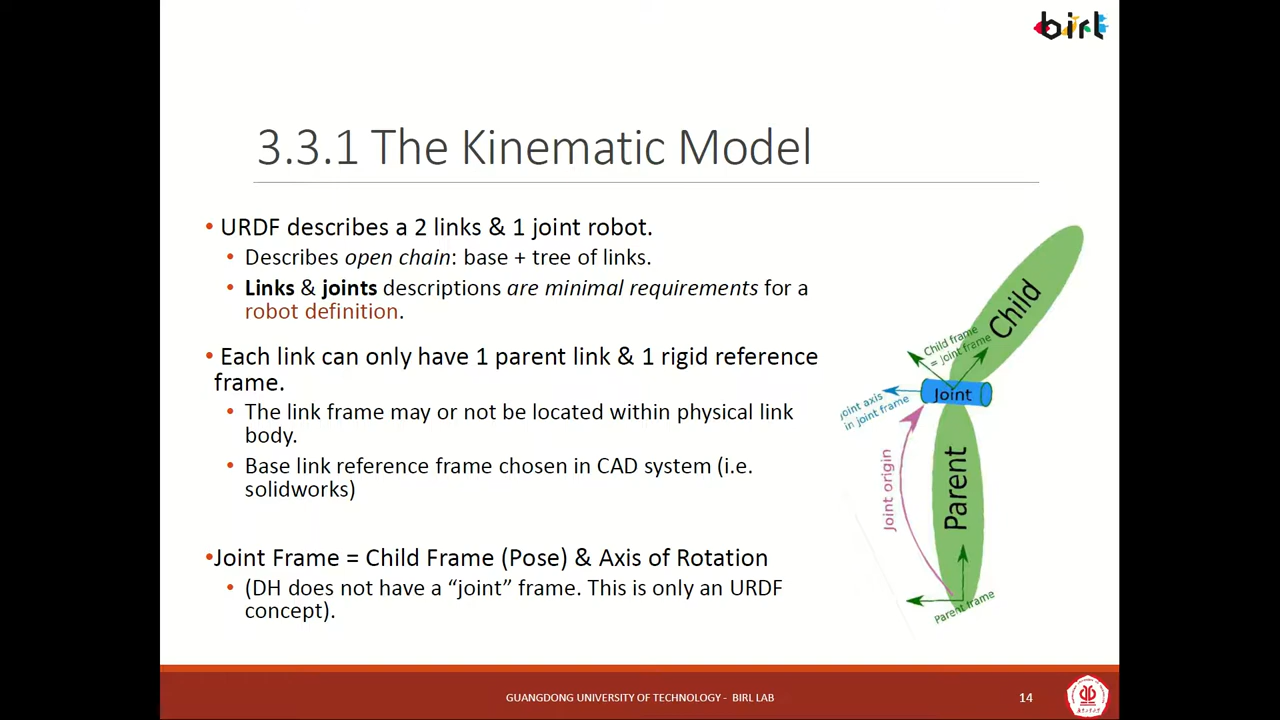 birl
3.3.1 The Kinematic Model
• URDF describes a 2 links & 1 joint robot.
• Describes open chain: base + tree of links.
• Links & joints descriptions are minimal requirements for a
robot definition.
• Each link can only have 1 parent link & 1 rigid reference
frame.
• The link frame may or not be located within physical link
body.
• Base link reference frame chosen in CAD system (i.e.
solidworks)
•Joint Frame = Child Frame (Pose) & Axis of Rotation
• (DH does not have a “joint” frame. This is only an URDF
concept).
Child
Child frame
= joint frame
Joint
Joint axis
in joint frame
Joint origin
Parent
Parent frame
GUANGDONG UNIVERSITY OF TECHNOLOGY - BIRL LAB
14